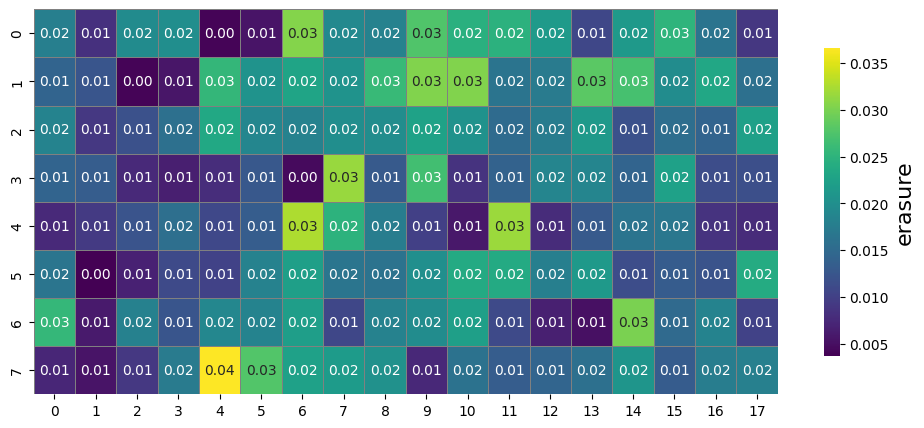 0 0.02 0.01 0.02 0.02 0.00 0.01 0.03 0.02 0.02 0.03 0.02 0.02 0.02 0.01 0.02 0.03 0.02 0.01
1 0.01 0.01 0.00 0.01 0.03 0.02 0.02 0.02 0.03 0.03 0.03 0.02 0.02 0.03 0.03 0.02 0.02 0.02
2 0.02 0.01 0.01 0.02 0.02 0.02 0.02 0.02 0.02 0.02 0.02 0.02 0.02 0.02 0.01 0.02 0.01 0.02
3 0.01 0.01 0.01 0.01 0.01 0.01 0.00 0.03 0.01 0.03 0.01 0.01 0.02 0.02 0.01 0.02 0.01 0.01
4 0.01 0.01 0.01 0.02 0.01 0.01 0.03 0.02 0.02 0.01 0.01 0.03 0.01 0.01 0.02 0.02 0.01 0.01
5 0.02 0.00 0.01 0.01 0.01 0.02 0.02 0.02 0.02 0.02 0.02 0.02 0.02 0.02 0.01 0.01 0.01 0.02
6 0.03 0.01 0.02 0.01 0.02 0.02 0.02 0.01 0.02 0.02 0.02 0.01 0.01 0.01 0.03 0.01 0.02 0.01
7 0.01 0.01 0.01 0.02 0.04 0.03 0.02 0.02 0.02 0.01 0.02 0.01 0.01 0.02 0.02 0.01 0.02 0.02
0 1 2 3 4 5 6 7 8 9 10 11 12 13 14 15 16 17
0.035
0.030
0.025
0.020
0.015
0.010
0.005
erasure